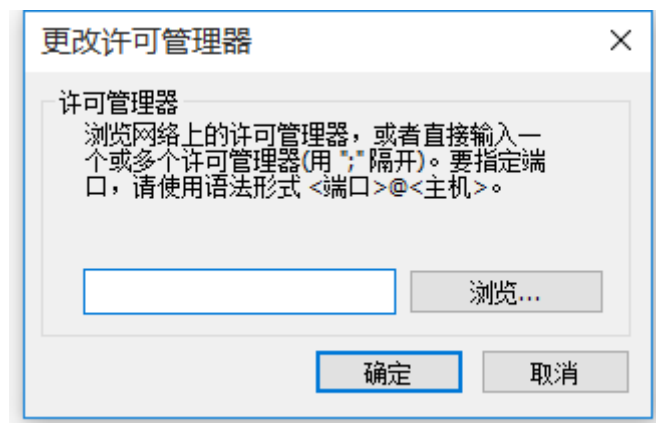 更改许可管理器
许可管理器
浏览网络上的许可管理器，或者直接输入一
个或多个许可管理器(用 ";" 隔开)。要指定端
口，请使用语法形式 <端口>@<主机>。
浏览...
确定
取消